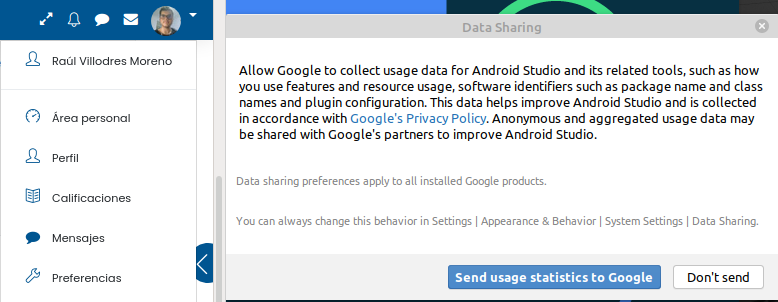 Raúl Villodres Moreno
Área personal
Perfil
Calificaciones
Mensajes
Preferencias
Data Sharing
Allow Google to collect usage data for Android Studio and its related tools, such as how
you use features and resource usage, software identifiers such as package name and class
names and plugin configuration. This data helps improve Android Studio and is collected
in accordance with Google's Privacy Policy. Anonymous and aggregated usage data may
be shared with Google's partners to improve Android Studio.
Data sharing preferences apply to all installed Google products.
You can always change this behavior in Settings | Appearance & Behavior | System Settings | Data Sharing.
Send usage statistics to Google
Don't send